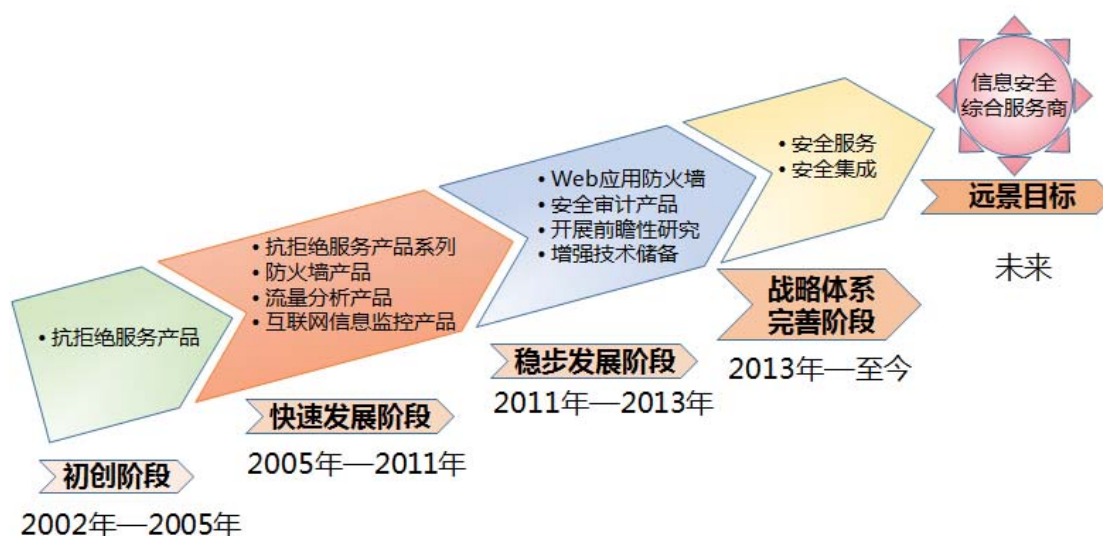 • 抗拒绝服务产品
初创阶段
2002年—2005年
• 抗拒绝服务产品系列
• 防火墙产品
• 流量分析产品
• 互联网信息监控产品
快速发展阶段
2005年—2011年
• Web应用防火墙
• 安全审计产品
• 开展前瞻性研究
• 增强技术储备
稳步发展阶段
2011年—2013年
• 安全服务
• 安全集成
战略体系
完善阶段
2013年—至今
信息安全
综合服务商
远景目标
未来